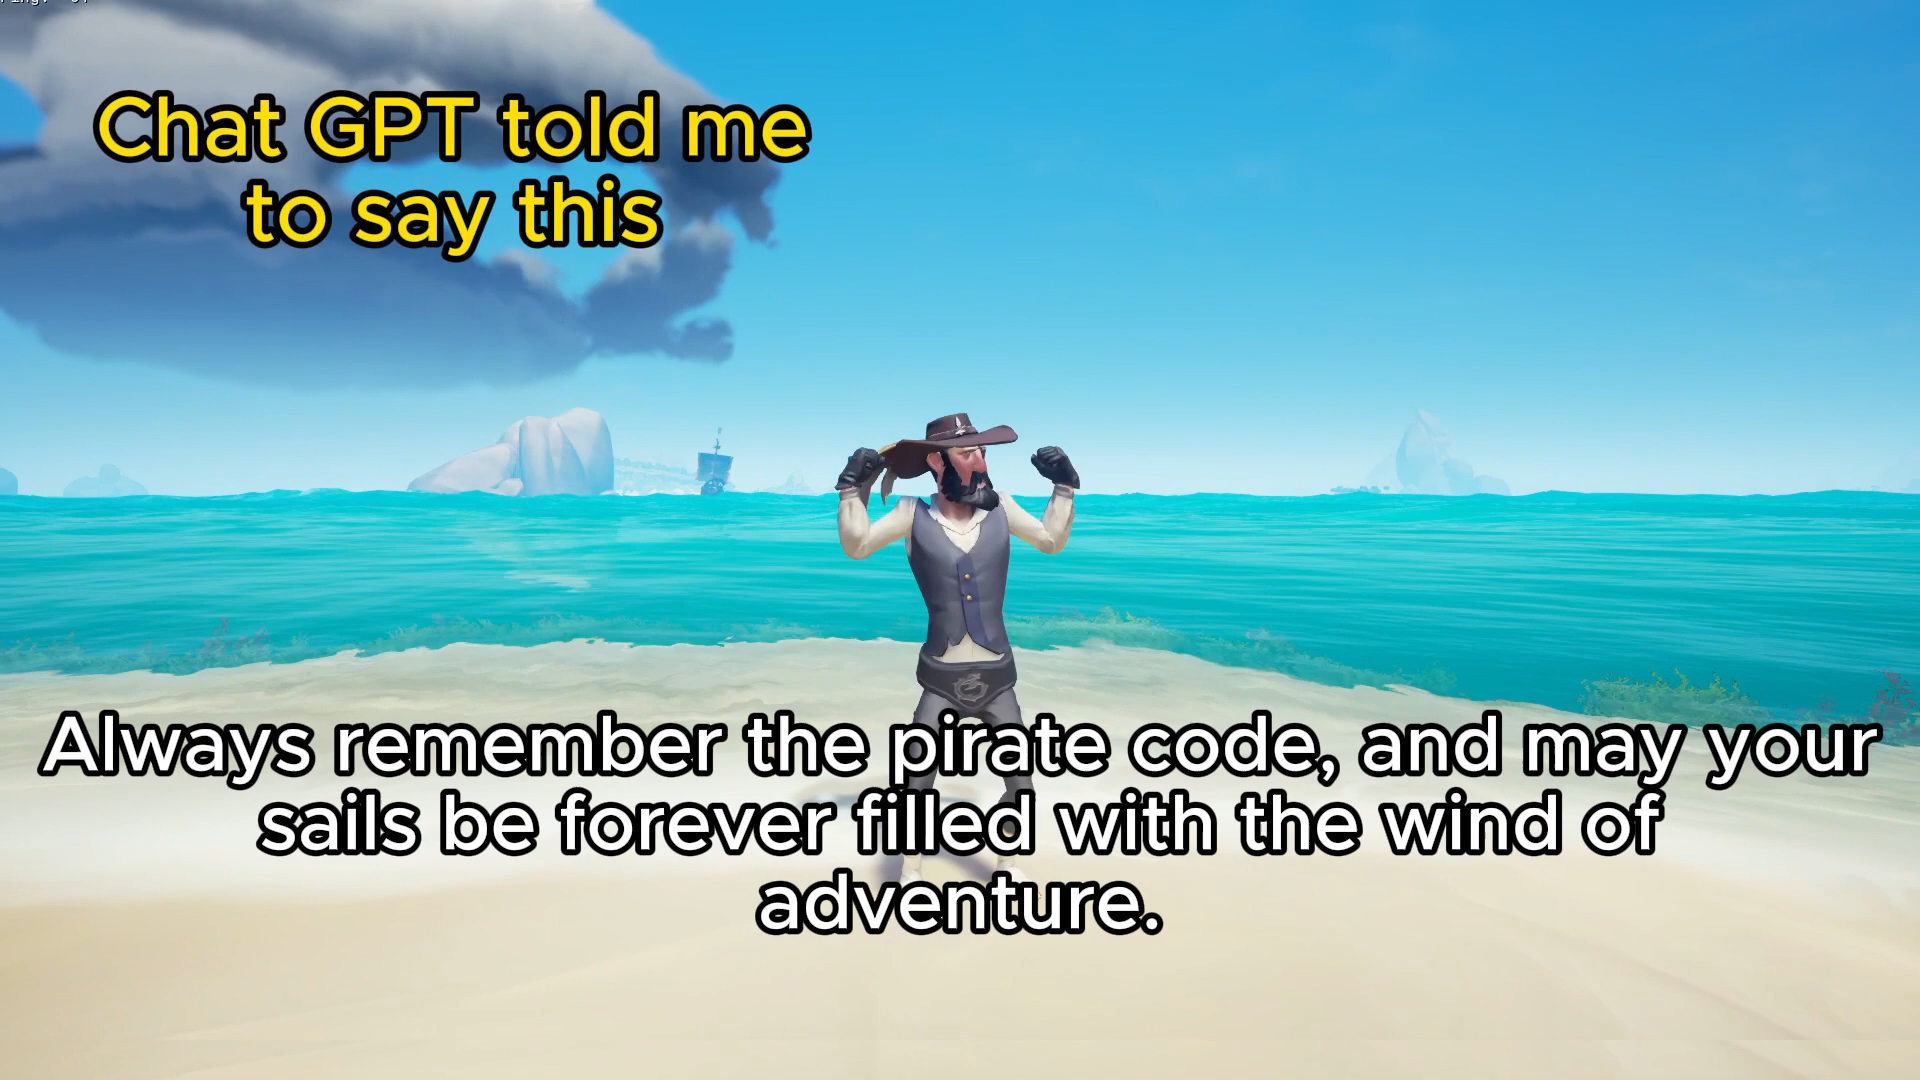 Chat GPT told me
to say this
Always remember the pirate code, and may your
sails be forever filled with the wind of
adventure.